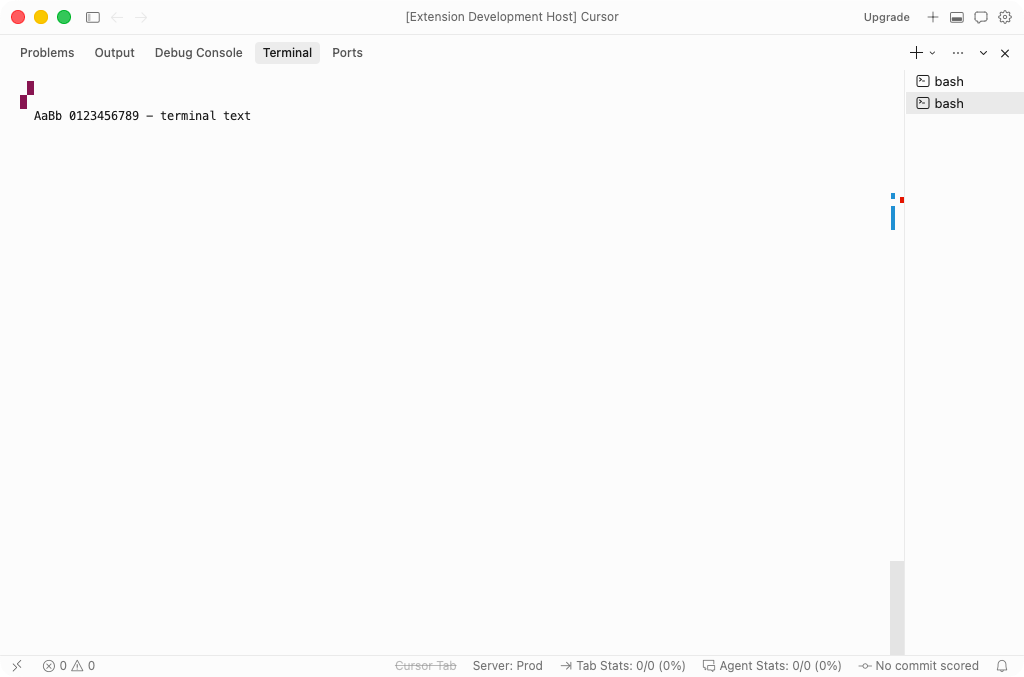 [Extension Development Host] Cursor
Upgrade
Problems Output Debug Console Terminal Ports
bash
bash
AaBb 0123456789 — terminal text
0 0 Cursor Tab Server: Prod Tab Stats: 0/0 (0%) Agent Stats: 0/0 (0%) No commit scored